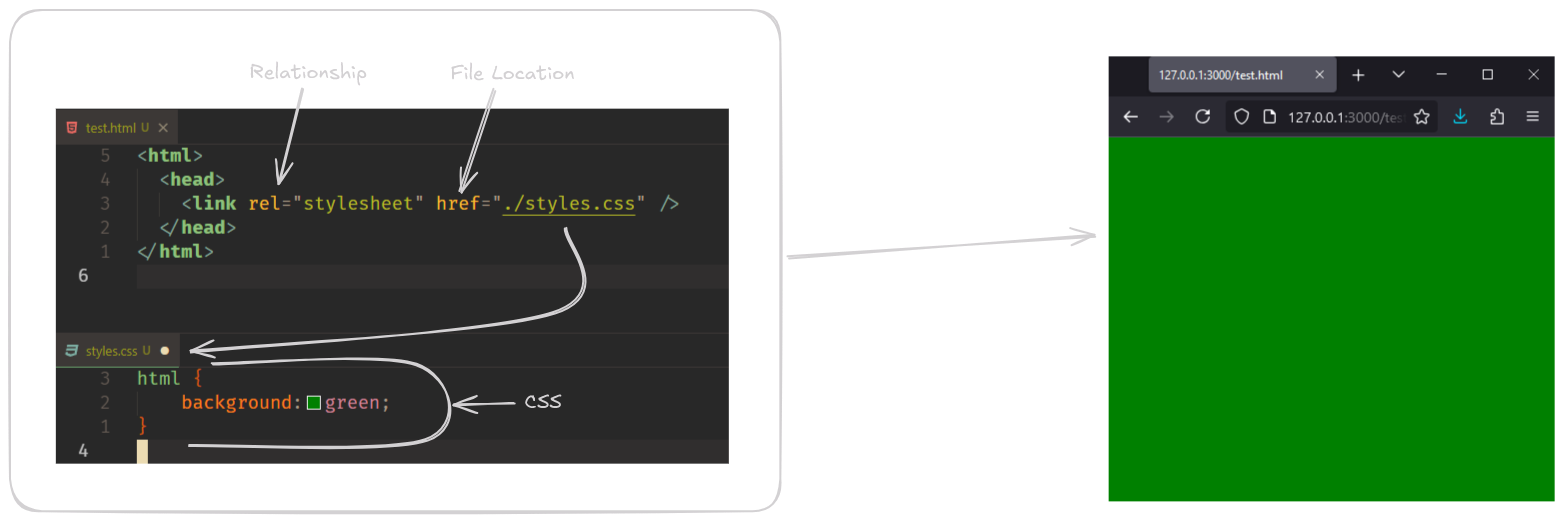 Relationship File Location
test.html U ×
5 <html>
4 <head>
3 <link rel="stylesheet" href="./styles.css" />
2 </head>
1 </html>
6
styles.css U ●
3 html {
2 background: green;
1 }
4
CSS
127.0.0.1:3000/test.html
127.0.0.1:3000/tes